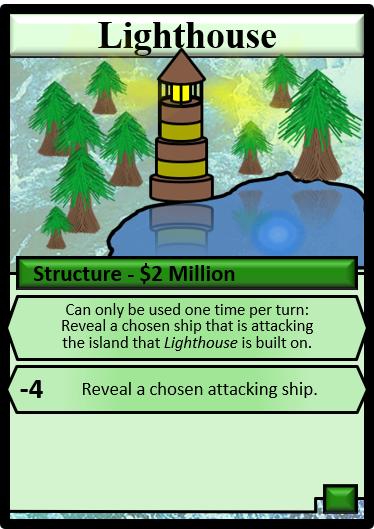 Lighthouse
Structure - $2 Million
Can only be used one time per turn:
Reveal a chosen ship that is attacking
the island that Lighthouse is built on.
-4 Reveal a chosen attacking ship.